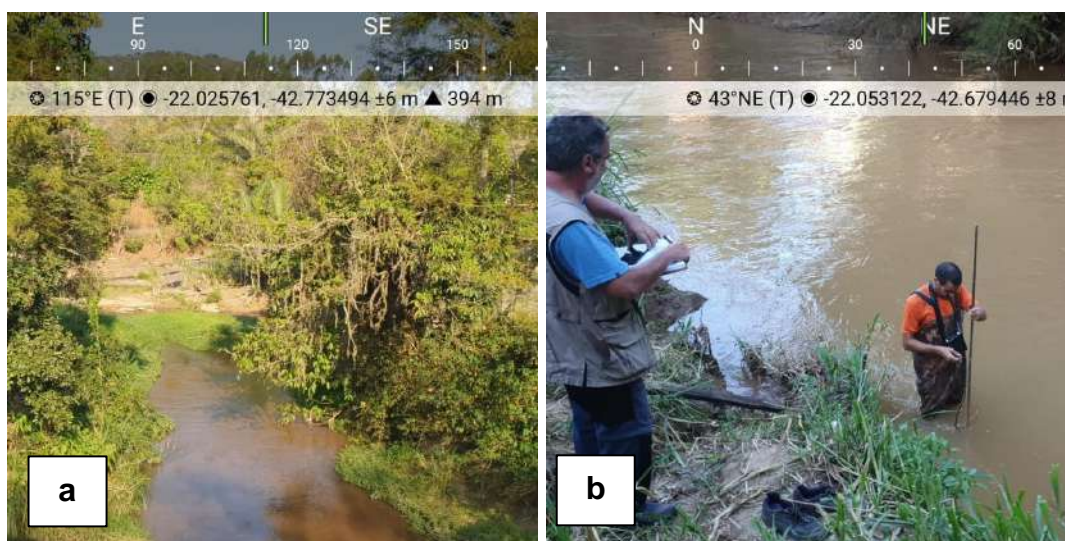 E SE
90 120 150
115°E (T) -22.025761, -42.773494 ±6 m ▲ 394 m
a
N NE
0 30 60
43°NE (T) -22.053122, -42.679446 ±8
b